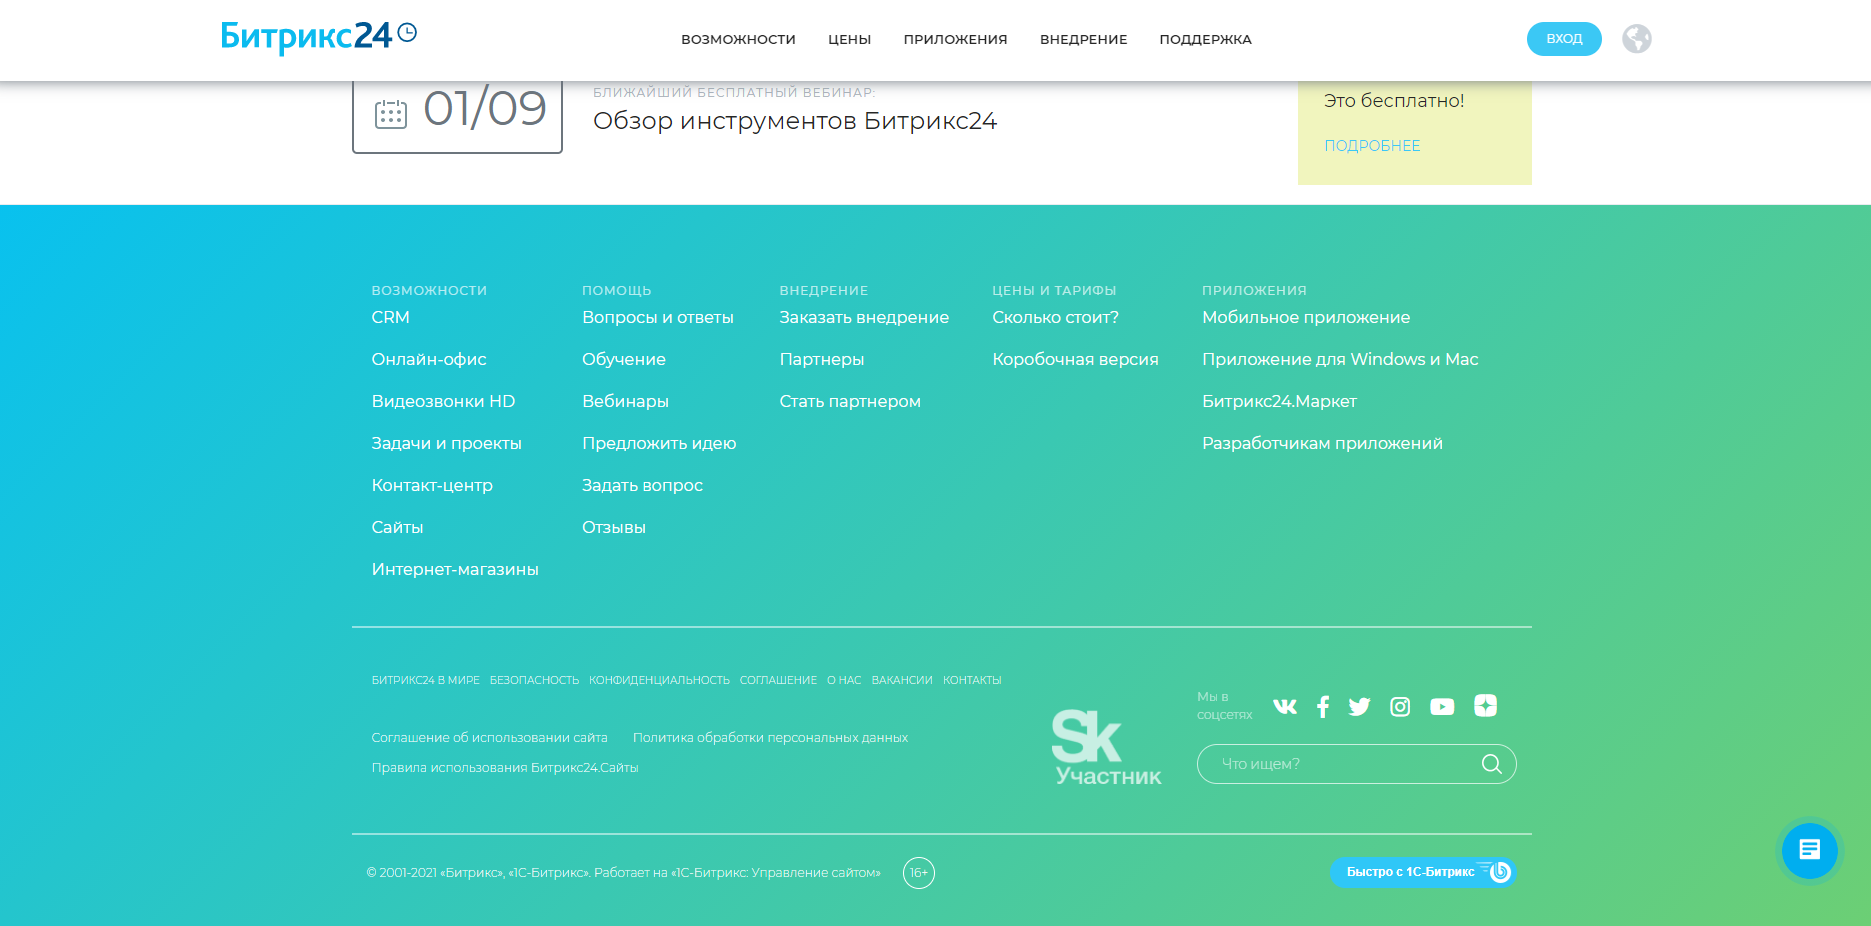 Битрикс24
ВОЗМОЖНОСТИ
ЦЕНЫ
ПРИЛОЖЕНИЯ
ВНЕДРЕНИЕ
ПОДДЕРЖКА
ВХОД
01/09
БЛИЖАЙШИЙ БЕСПЛАТНЫЙ ВЕБИНАР:
Обзор инструментов Битрикс24
Это бесплатно!
ПОДРОБНЕЕ
ВОЗМОЖНОСТИ
CRM
Онлайн-офис
Видеозвонки HD
Задачи и проекты
Контакт-центр
Сайты
Интернет-магазины
ПОМОЩЬ
Вопросы и ответы
Обучение
Вебинары
Предложить идею
Задать вопрос
Отзывы
ВНЕДРЕНИЕ
Заказать внедрение
Партнеры
Стать партнером
ЦЕНЫ И ТАРИФЫ
Сколько стоит?
Коробочная версия
ПРИЛОЖЕНИЯ
Мобильное приложение
Приложение для Windows и Mac
Битрикс24.Маркет
Разработчикам приложений
БИТРИКС24 В МИРЕ БЕЗОПАСНОСТЬ КОНФИДЕНЦИАЛЬНОСТЬ СОГЛАШЕНИЕ О НАС ВАКАНСИИ КОНТАКТЫ
Соглашение об использовании сайта Политика обработки персональных данных
Правила использования Битрикс24.Сайты
Sk
Участник
Мы в
соцсетях
Что ищем?
© 2001-2021 «Битрикс», «1С-Битрикс». Работает на «1С-Битрикс: Управление сайтом»
16+
Быстро с 1С-Битрикс